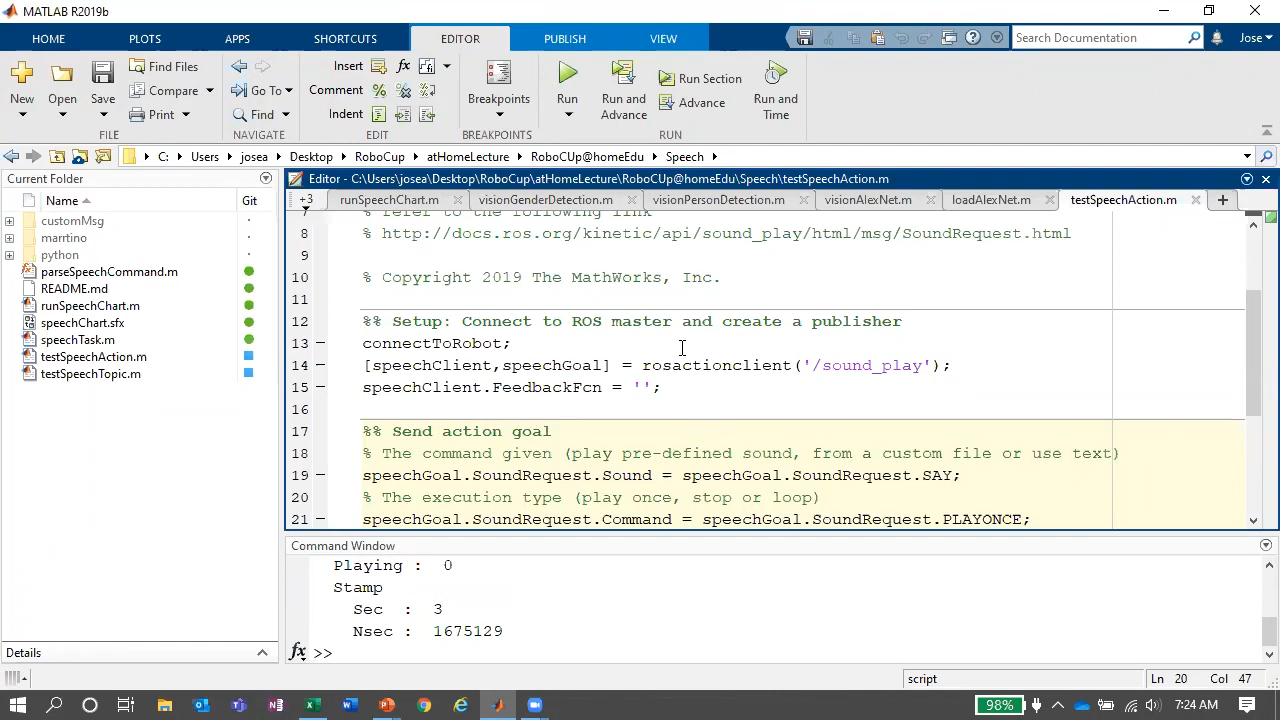 MATLAB R2019b
HOME PLOTS APPS SHORTCUTS EDITOR PUBLISH VIEW Search Documentation Jose
New Open Save Find Files Compare Print Go To Find Insert Comment Indent Breakpoints Run Run and Advance Run Section Advance Run and Time
FILE NAVIGATE EDIT BREAKPOINTS RUN
C: Users josea Desktop RoboCup atHomeLecture RoboCUp@homeEdu Speech
Current Folder
Name Git
customMsg
marrtino
python
parseSpeechCommand.m
README.md
runSpeechChart.m
speechChart.sfx
speechTask.m
testSpeechAction.m
testSpeechTopic.m
Details
Editor - C:\Users\josea\Desktop\RoboCup\atHomeLecture\RoboCUp@homeEdu\Speech\testSpeechAction.m
+3 runSpeechChart.m visionGenderDetection.m visionPersonDetection.m visionAlexNet.m loadAlexNet.m testSpeechAction.m
7 % refer to the following link
8 % http://docs.ros.org/kinetic/api/sound_play/html/msg/SoundRequest.html
9
10 % Copyright 2019 The MathWorks, Inc.
11
12 %% Setup: Connect to ROS master and create a publisher
13 connectToRobot;
14 [speechClient,speechGoal] = rosactionclient('/sound_play');
15 speechClient.FeedbackFcn = '';
16
17 %% Send action goal
18 % The command given (play pre-defined sound, from a custom file or use text)
19 speechGoal.SoundRequest.Sound = speechGoal.SoundRequest.SAY;
20 % The execution type (play once, stop or loop)
21 speechGoal.SoundRequest.Command = speechGoal.SoundRequest.PLAYONCE;
Command Window
Playing : 0
Stamp
Sec : 3
Nsec : 1675129
fx >>
script Ln 20 Col 47
98% 7:24 AM